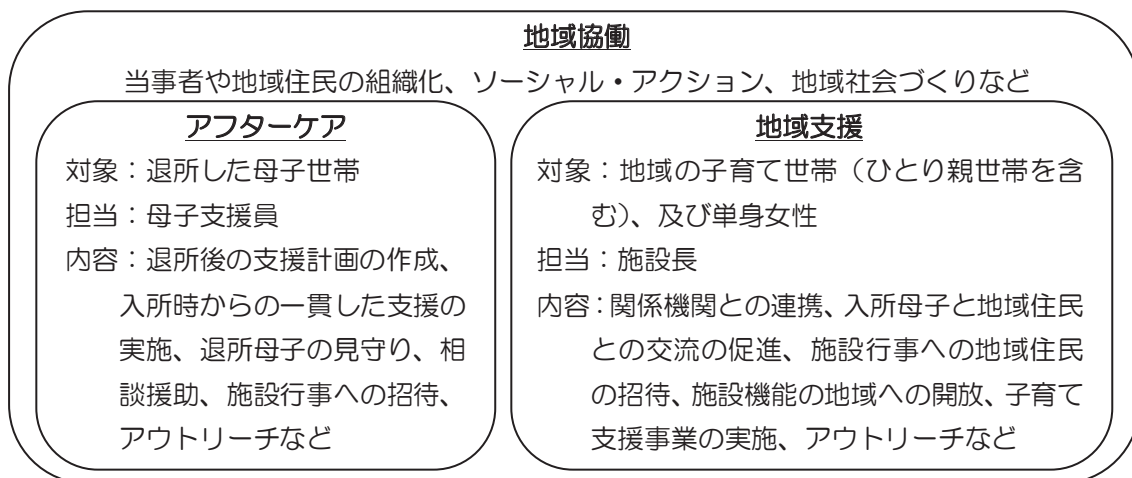 地域協働
当事者や地域住民の組織化、ソーシャル・アクション、地域社会づくりなど
アフターケア
対象：退所した母子世帯
担当：母子支援員
内容：退所後の支援計画の作成、
入所時からの一貫した支援の
実施、退所母子の見守り、相
談援助、施設行事への招待、
アウトリーチなど
地域支援
対象：地域の子育て世帯（ひとり親世帯を含
む）、及び単身女性
担当：施設長
内容：関係機関との連携、入所母子と地域住民
との交流の促進、施設行事への地域住民
の招待、施設機能の地域への開放、子育て
支援事業の実施、アウトリーチなど